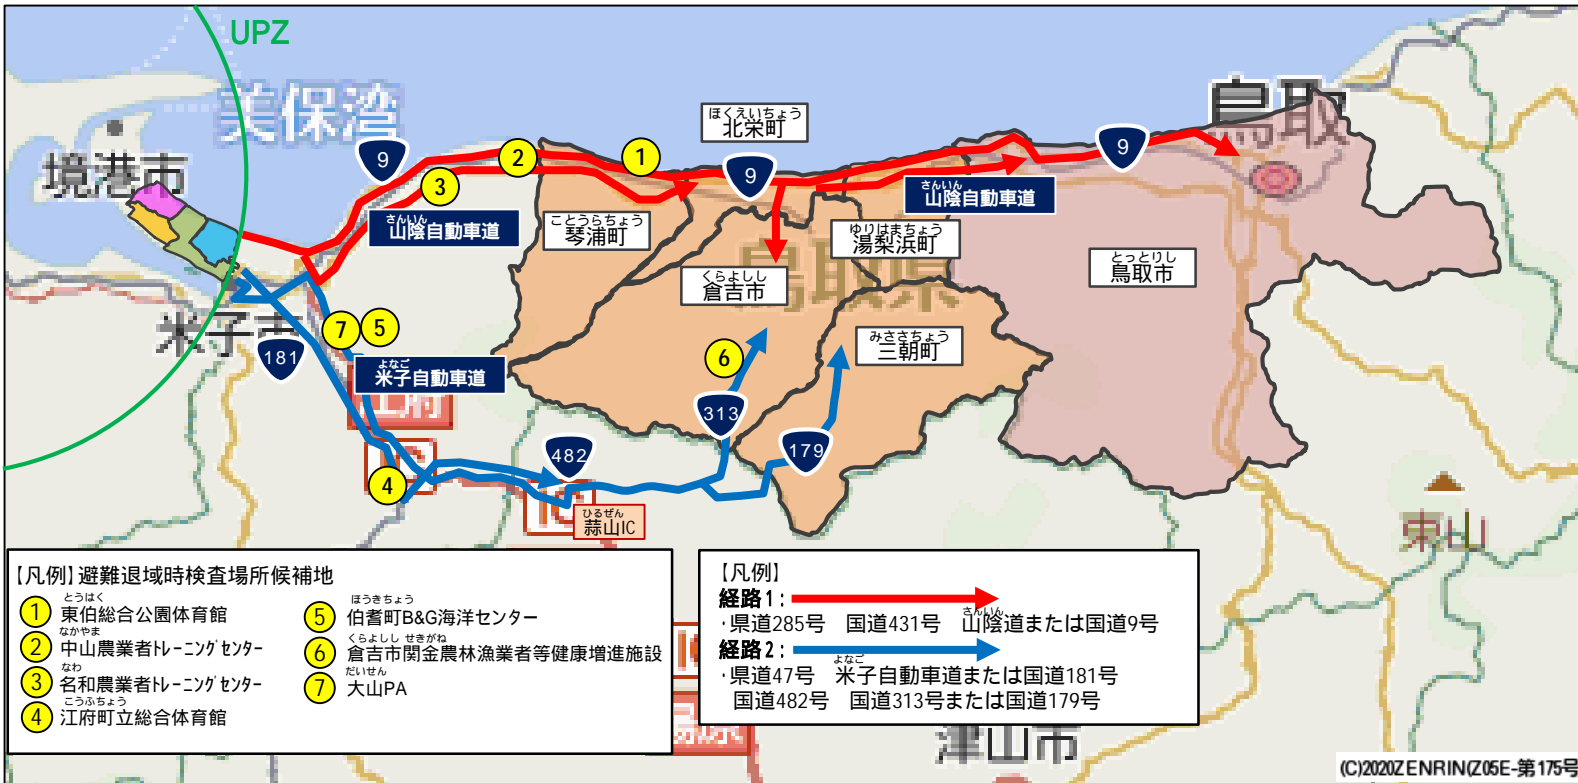 UPZ
美保湾
鳥取
境港市
米子市
鳥取県
東山
津山市
江府
IC
IC
ほくえいちょう
北栄町
ことうらちょう
琴浦町
ゆりはまちょう
湯梨浜町
くらよしし
倉吉市
みささちょう
三朝町
とっとりし
鳥取市
さんいん
山陰自動車道
さんいん
山陰自動車道
よなご
米子自動車道
ひるぜん
蒜山IC
9
9
9
181
482
313
179
1
2
3
4
7
5
6
【凡例】避難退域時検査場所候補地
とうはく
1 東伯総合公園体育館
なかやま
2 中山農業者トレーニングセンター
なわ
3 名和農業者トレーニングセンター
こうふちょう
4 江府町立総合体育館
ほうきちょう
5 伯耆町B&G海洋センター
くらよしし せきがね
6 倉吉市関金農林漁業者等健康増進施設
だいせん
7 大山PA
【凡例】
経路1:
さんいん
・県道285号 国道431号 山陰道または国道9号
経路2:
よなご
・県道47号 米子自動車道または国道181号
国道482号 国道313号または国道179号
(C)2020ZENRIN(Z05E-第175号